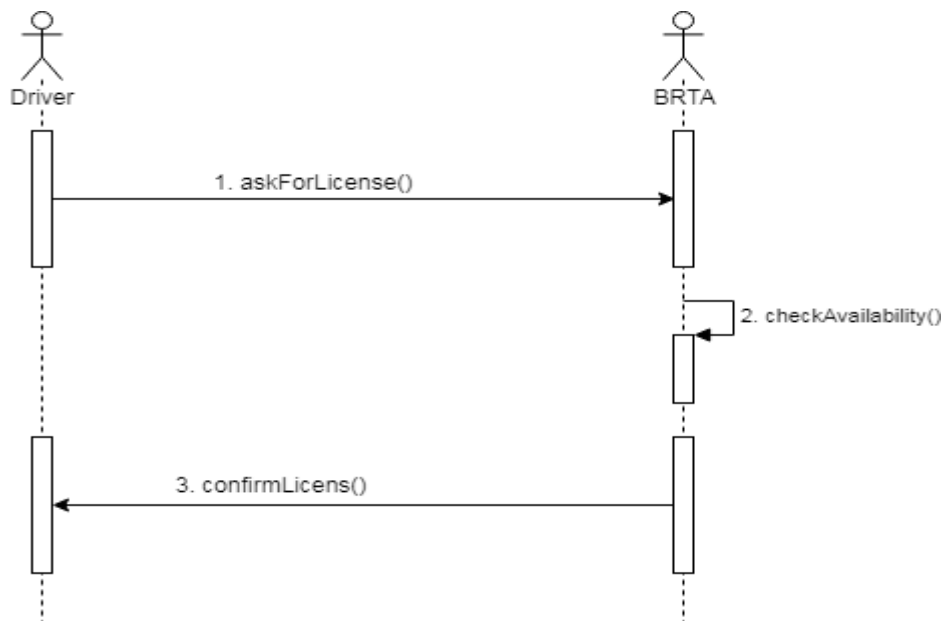 Driver
BRTA
1. askForLicense()
2. checkAvailability()
3. confirmLicens()